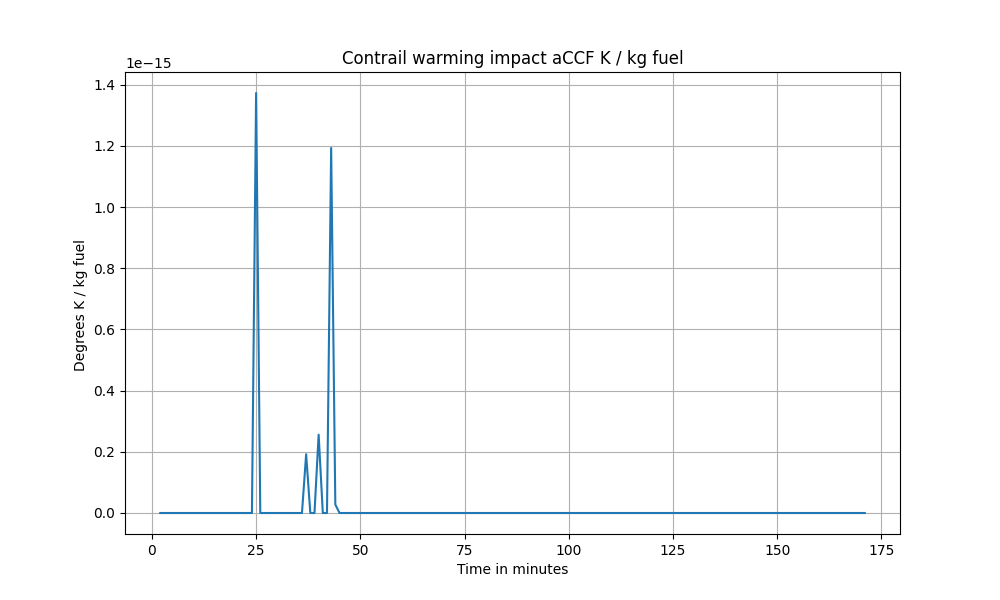 Contrail warming impact aCCF K / kg fuel
1e−15
1.4
1.2
1.0
0.8
0.6
0.4
0.2
0.0
Degrees K / kg fuel
0 25 50 75 100 125 150 175
Time in minutes